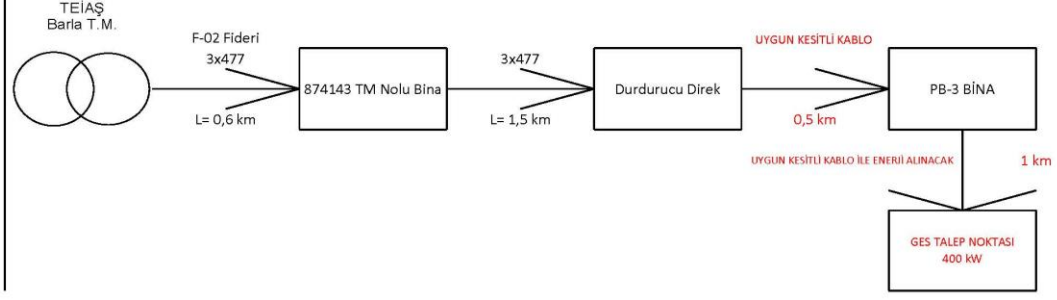 TEİAŞ
Barla T.M.
F-02 Fideri
3x477
L= 0,6 km
874143 TM Nolu Bina
3x477
L= 1,5 km
Durdurucu Direk
UYGUN KESİTLİ KABLO
0,5 km
PB-3 BİNA
UYGUN KESİTLİ KABLO İLE ENERJİ ALINACAK
1 km
GES TALEP NOKTASI
400 kW